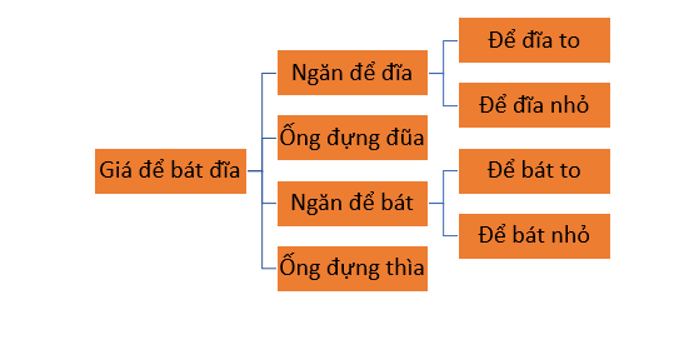 Giá để bát đĩa
Ngăn để đĩa
Để đĩa to
Để đĩa nhỏ
Ống đựng đũa
Ngăn để bát
Để bát to
Để bát nhỏ
Ống đựng thìa